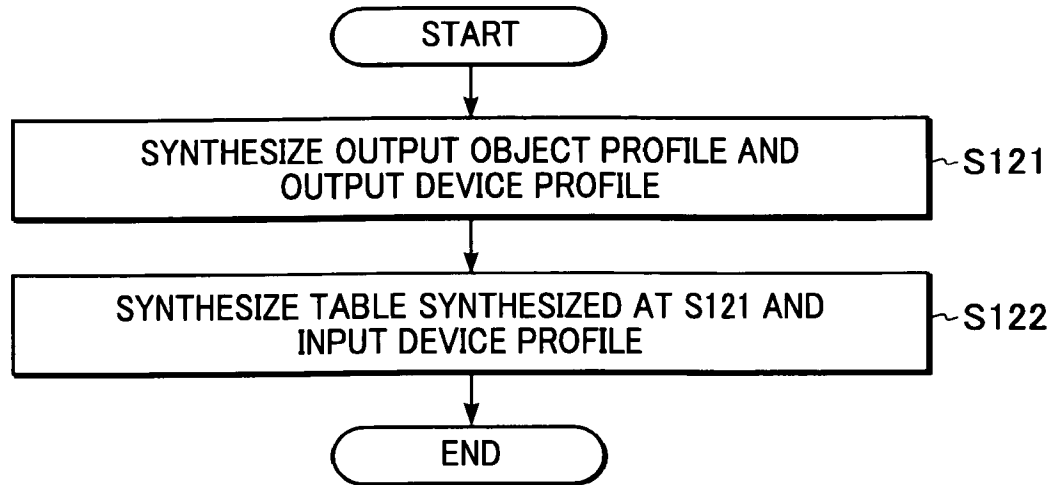 START
SYNTHESIZE OUTPUT OBJECT PROFILE AND
OUTPUT DEVICE PROFILE
S121
SYNTHESIZE TABLE SYNTHESIZED AT S121 AND
INPUT DEVICE PROFILE
S122
END